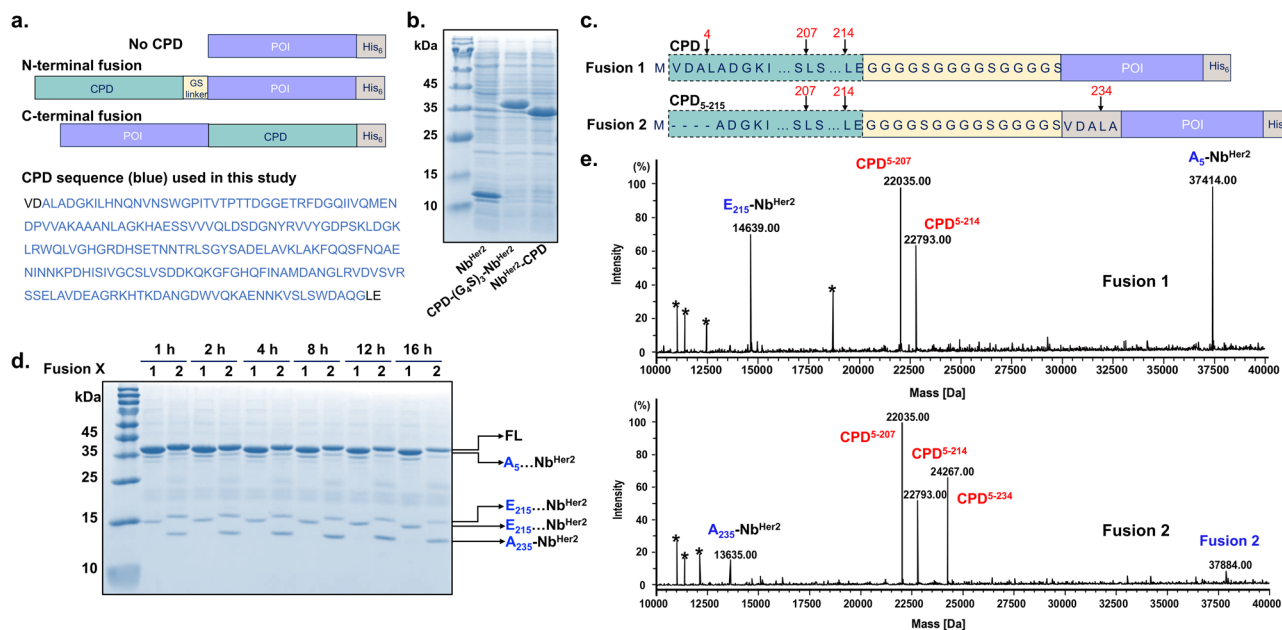 a.
No CPD
POI
His6
N-terminal fusion
CPD
GS linker
POI
His6
C-terminal fusion
POI
CPD
His6
CPD sequence (blue) used in this study
VDALADGKILHNQNVNSWGPITVTPTTDGGETRFDGQIIVQMEN
DPVVAKAAANLAGKHAESSVVVQLDSDGNYRVVYGDPSKLDGK
LRWQLVGHGRDHSETNNTRLSGYSADELAVKLAKFQQSFNQAE
NINNKPDHISIVGCSLVSDDKQKGFGHQFINAMDANGLRVDVSVR
SSELAVDEAGRKHTKDANGDWVQKAENNKVSLSWDAQGLE
b.
kDa
45
35
25
15
10
NbHer2
CPD-(G4S)3-NbHer2
NbHer2-CPD
c.
4
207
214
CPD
Fusion 1
M
VDALADGKI ...SLS ...LE
GGGGSGGGGSGGGGS
POI
His6
CPD5-215
207
214
234
Fusion 2
M
- - - -ADGKI ...SLS ...LE
GGGGSGGGGSGGGGS
VDALA
POI
His
d.
1 h 2 h 4 h 8 h 12 h 16 h
Fusion X 1 2 1 2 1 2 1 2 1 2 1 2
kDa
45
35
25
15
10
FL
A5...NbHer2
E215...NbHer2
E215...NbHer2
A235-NbHer2
e.
(%)
100
80
60
40
20
0
Intensity
* * * *
E215-NbHer2
14639.00
CPD5-207
22035.00
CPD5-214
22793.00
A5-NbHer2
37414.00
Fusion 1
10000 12500 15000 17500 20000 22500 25000 27500 30000 32500 35000 37500 40000
Mass [Da]
(%)
100
80
60
40
20
0
Intensity
* * *
A235-NbHer2
13635.00
22035.00
CPD5-207
CPD5-214
22793.00
24267.00
CPD5-234
Fusion 2
Fusion 2
37884.00
10000 12500 15000 17500 20000 22500 25000 27500 30000 32500 35000 37500 40000
Mass [Da]